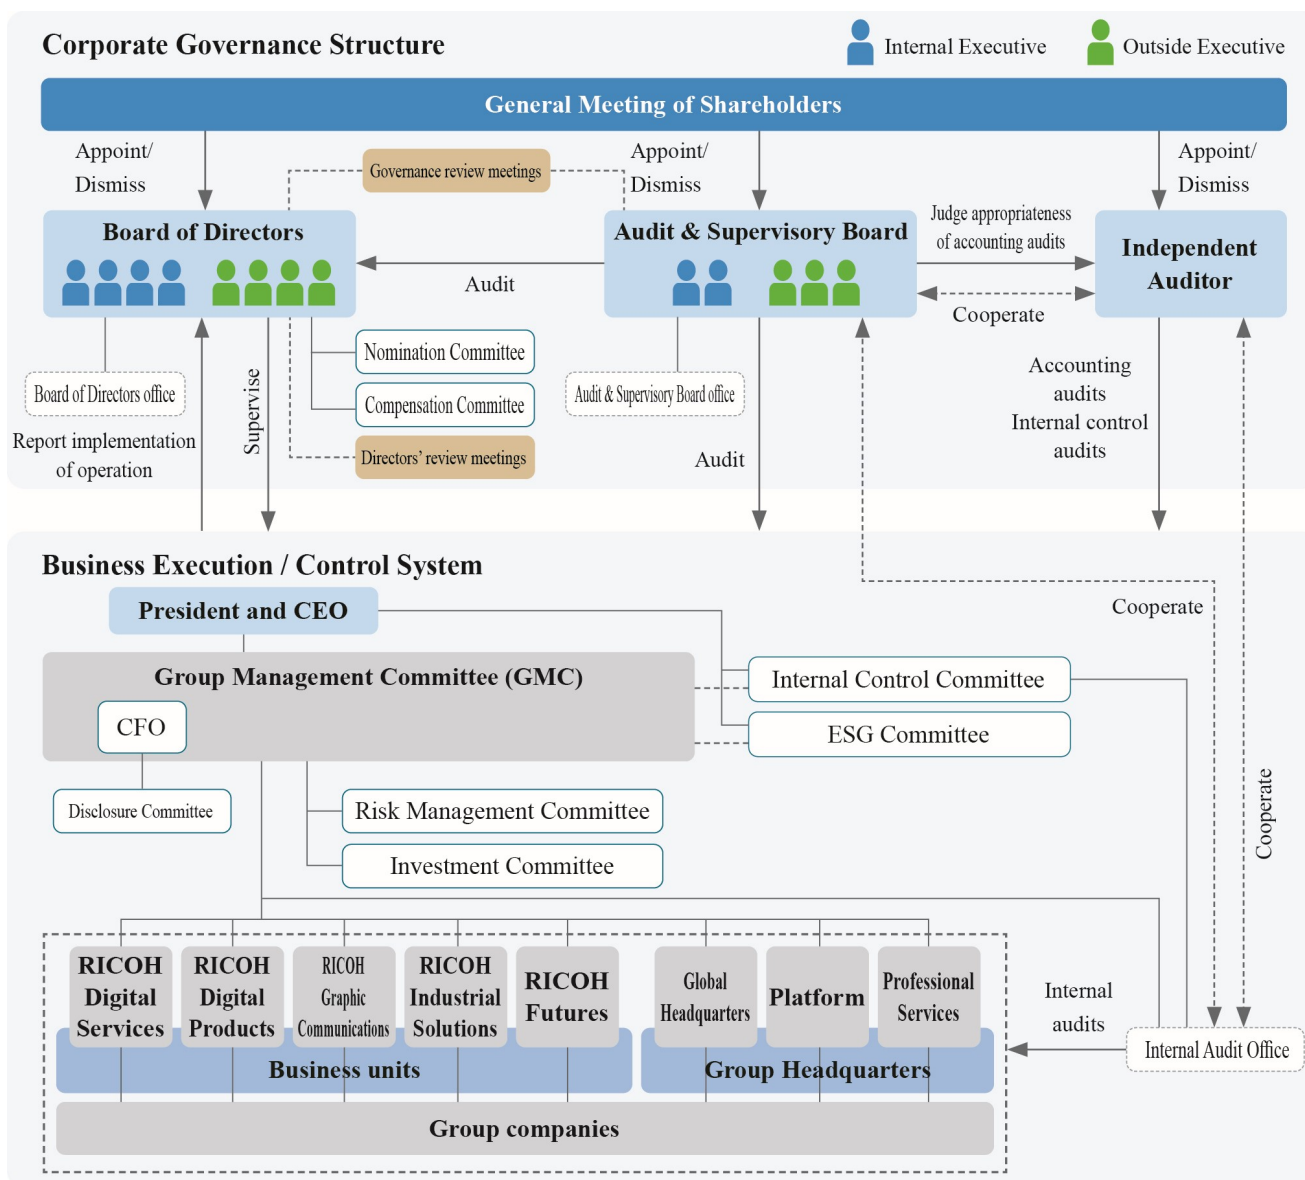 Corporate Governance Structure
Internal Executive
Outside Executive
General Meeting of Shareholders
Appoint/
Dismiss
Governance review meetings
Appoint/
Dismiss
Appoint/
Dismiss
Board of Directors
Audit
Audit & Supervisory Board
Judge appropriateness
of accounting audits
Cooperate
Independent
Auditor
Board of Directors office
Report implementation
of operation
Supervise
Nomination Committee
Compensation Committee
Directors’ review meetings
Audit & Supervisory Board office
Audit
Accounting
audits
Internal control
audits
Business Execution / Control System
President and CEO
Cooperate
Group Management Committee (GMC)
CFO
Internal Control Committee
ESG Committee
Disclosure Committee
Risk Management Committee
Investment Committee
Cooperate
RICOH
Digital
Services
RICOH
Digital
Products
RICOH
Graphic
Communications
RICOH
Industrial
Solutions
RICOH
Futures
Global
Headquarters
Platform
Professional
Services
Internal
audits
Internal Audit Office
Business units
Group Headquarters
Group companies